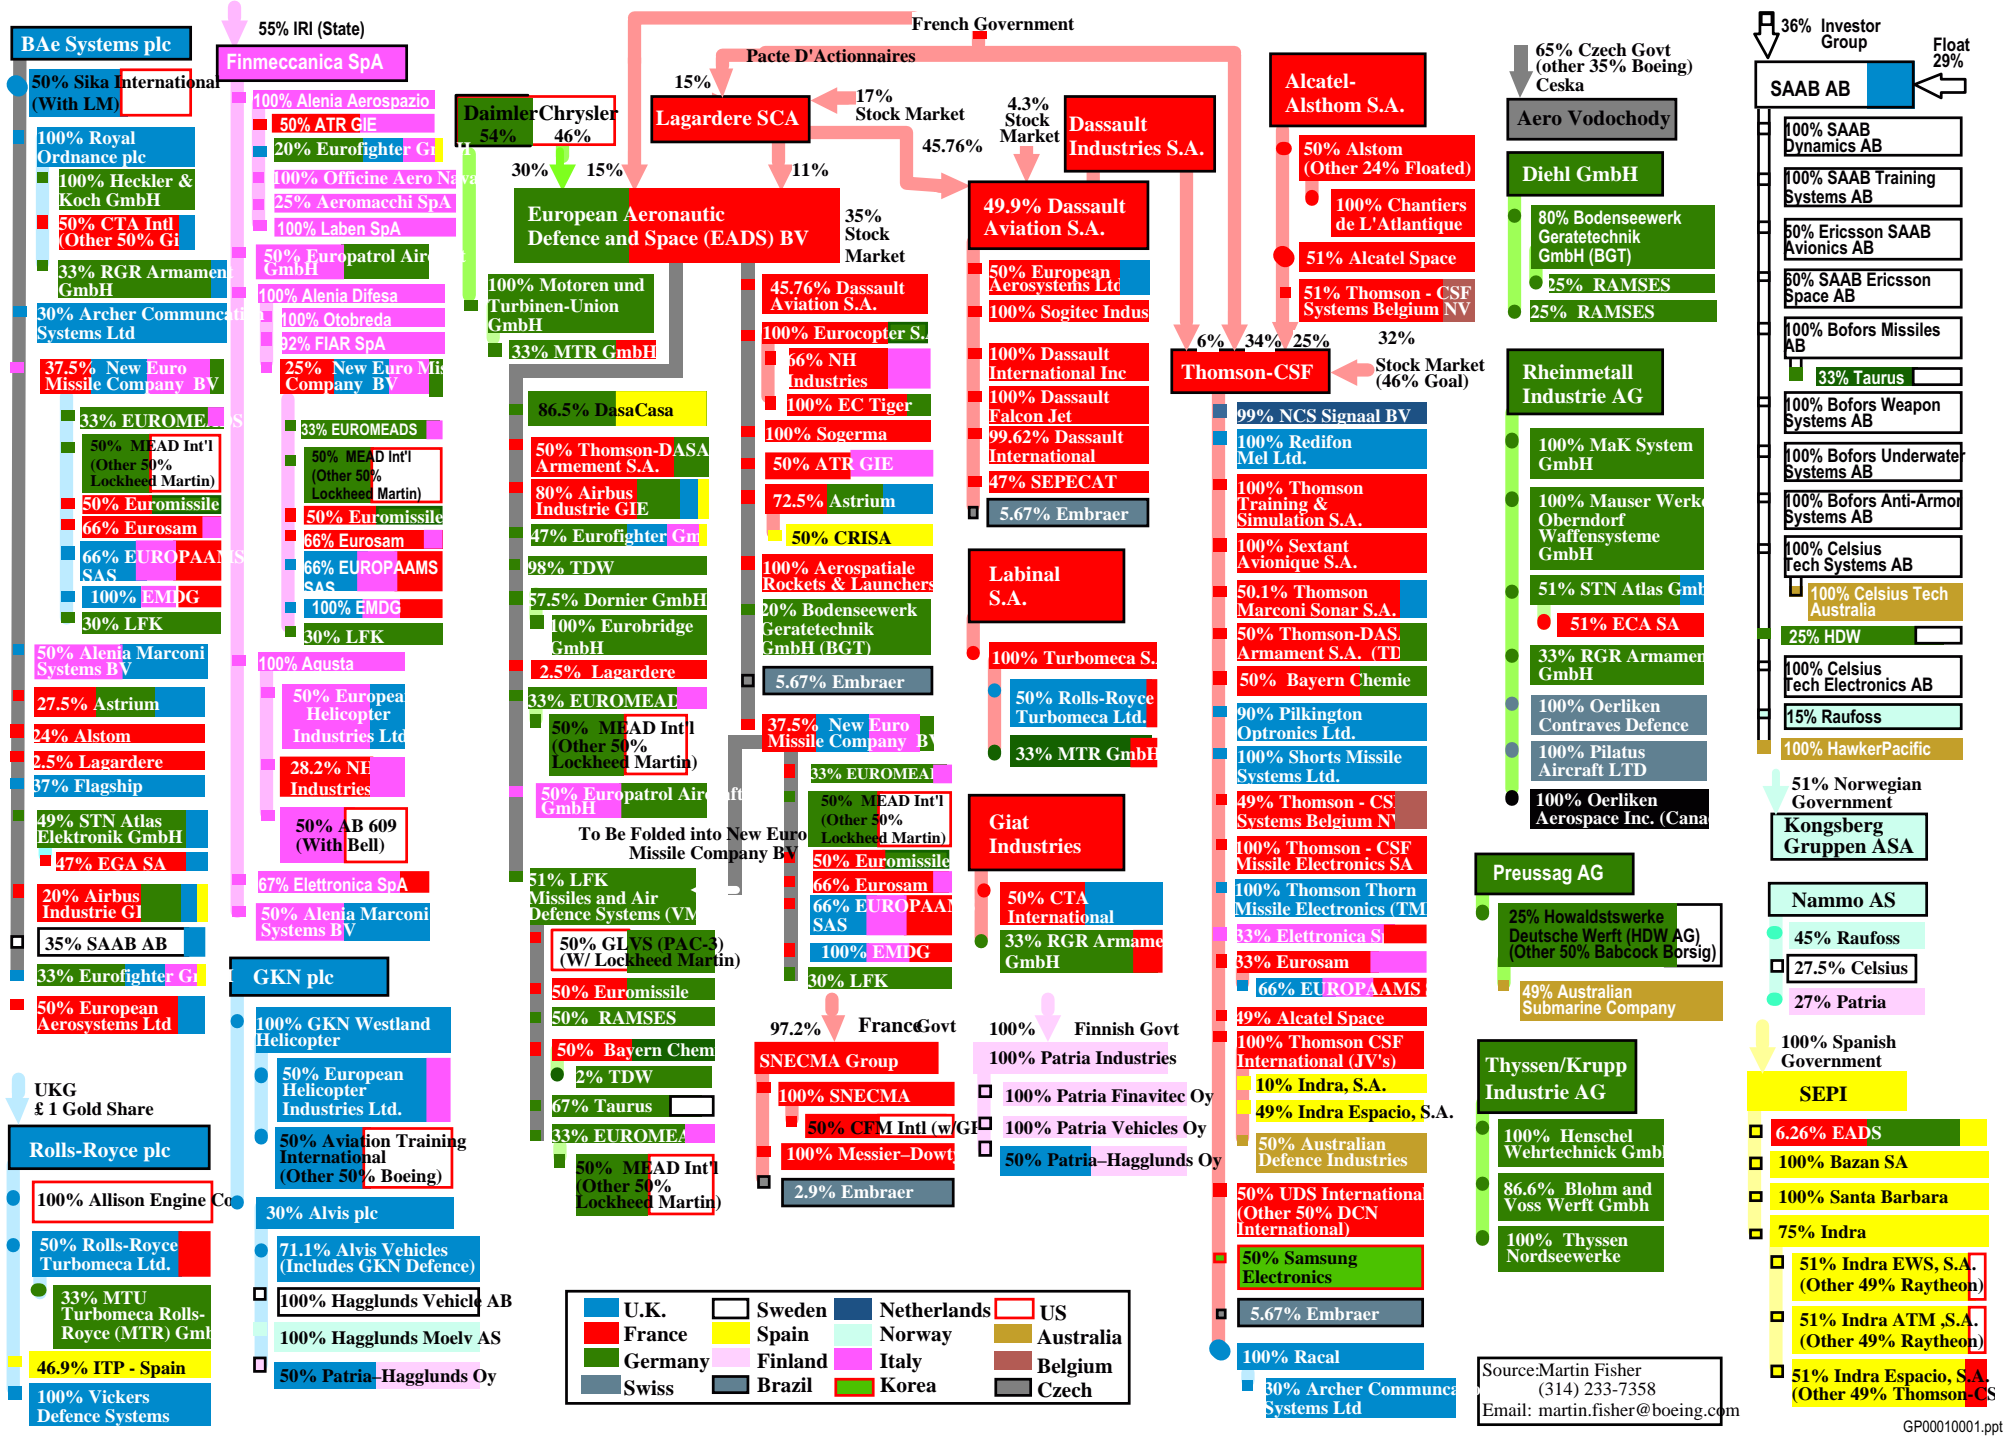 BAe Systems plc
50% Sika International
(With LM)
100% Royal
Ordnance plc
100% Heckler &
Koch GmbH
50% CTA Intl
(Other 50% Gi
33% RGR Armament
GmbH
30% Archer Communcation
Systems Ltd
37.5% New Euro
Missile Company BV
33% EUROMEADS
50% MEAD Int'l
(Other 50%
Lockheed Martin)
50% Euromissile
66% Eurosam
66% EUROPAAMS
SAS
100% EMDG
30% LFK
50% Alenia Marconi
Systems BV
27.5% Astrium
24% Alstom
2.5% Lagardere
37% Flagship
49% STN Atlas
Elektronik GmbH
47% EGA SA
20% Airbus
Industrie GI
35% SAAB AB
33% Eurofighter Gm
50% European
Aerosystems Ltd
UKG
£ 1 Gold Share
Rolls-Royce plc
100% Allison Engine Co
50% Rolls-Royce
Turbomeca Ltd.
33% MTU
Turbomeca Rolls-
Royce (MTR) Gmb
46.9% ITP - Spain
100% Vickers
Defence Systems
55% IRI (State)
Finmeccanica SpA
100% Alenia Aerospazio
50% ATR GIE
20% Eurofighter GmbH
100% Officine Aero Nava
25% Aeromacchi SpA
100% Laben SpA
50% Europatrol Aircraft
GmbH
100% Alenia Difesa
100% Otobreda
92% FIAR SpA
25% New Euro Mis
Company BV
33% EUROMEADS
50% MEAD Int'l
(Other 50%
Lockheed Martin)
50% Euromissile
66% Eurosam
66% EUROPAAMS
SAS
100% EMDG
30% LFK
100% Agusta
50% European
Helicopter
Industries Ltd
28.2% NH
Industries
50% AB 609
(With Bell)
67% Elettronica SpA
50% Alenia Marconi
Systems BV
GKN plc
100% GKN Westland
Helicopter
50% European
Helicopter
Industries Ltd.
50% Aviation Training
International
(Other 50% Boeing)
30% Alvis plc
71.1% Alvis Vehicles
(Includes GKN Defence)
100% Hagglunds Vehicle AB
100% Hagglunds Moelv AS
50% Patria–Hagglunds Oy
French Government
Pacte D'Actionnaires
DaimlerChrysler
54%
46%
15%
Lagardere SCA
17%
Stock Market
45.76%
30%
15%
11%
European Aeronautic
Defence and Space (EADS) BV
35%
Stock
Market
100% Motoren und
Turbinen-Union
GmbH
33% MTR GmbH
86.5% DasaCasa
50% Thomson-DASA
Armement S.A.
80% Airbus
Industrie GIE
47% Eurofighter Gm
98% TDW
57.5% Dornier GmbH
100% Eurobridge
GmbH
2.5% Lagardere
33% EUROMEAD
50% MEAD Int'l
(Other 50%
Lockheed Martin)
50% Europatrol Aircraft
GmbH
To Be Folded into New Euro
Missile Company BV
51% LFK
Missiles and Air
Defence Systems (VM
50% GLVS (PAC-3)
(W/ Lockheed Martin)
50% Euromissile
50% RAMSES
50% Bayern Chem
2% TDW
67% Taurus
33% EUROMEA
50% MEAD Int'l
(Other 50%
Lockheed Martin)
45.76% Dassault
Aviation S.A.
100% Eurocopter S.A
66% NH
Industries
100% EC Tiger
100% Sogerma
50% ATR GIE
72.5% Astrium
50% CRISA
100% Aerospatiale
Rockets & Launchers
20% Bodenseewerk
Geratetechnik
GmbH (BGT)
5.67% Embraer
37.5% New Euro
Missile Company BV
33% EUROMEAD
50% MEAD Int'l
(Other 50%
Lockheed Martin)
50% Euromissile
66% Eurosam
66% EUROPAAM
SAS
100% EMDG
30% LFK
97.2%
France Govt
SNECMA Group
100% SNECMA
50% CFM Intl (w/GE
100% Messier–Dowty
2.9% Embraer
4.3%
Stock
Market
Dassault
Industries S.A.
49.9% Dassault
Aviation S.A.
50% European
Aerosystems Ltd
100% Sogitec Indus
100% Dassault
International Inc
100% Dassault
Falcon Jet
99.62% Dassault
International
47% SEPECAT
5.67% Embraer
Labinal
S.A.
100% Turbomeca S.
50% Rolls-Royce
Turbomeca Ltd.
33% MTR GmbH
Giat
Industries
50% CTA
International
33% RGR Armame
GmbH
100%
Finnish Govt
100% Patria Industries
100% Patria Finavitec Oy
100% Patria Vehicles Oy
50% Patria–Hagglunds Oy
Alcatel-
Alsthom S.A.
50% Alstom
(Other 24% Floated)
100% Chantiers
de L'Atlantique
51% Alcatel Space
51% Thomson - CSF
Systems Belgium NV
6%
34%
25%
32%
Stock Market
(46% Goal)
Thomson-CSF
99% NCS Signaal BV
100% Redifon
Mel Ltd.
100% Thomson
Training &
Simulation S.A.
100% Sextant
Avionique S.A.
50.1% Thomson
Marconi Sonar S.A.
50% Thomson-DAS
Armament S.A. (TD
50% Bayern Chemie
90% Pilkington
Optronics Ltd.
100% Shorts Missile
Systems Ltd.
49% Thomson - CS
Systems Belgium N
100% Thomson - CSF
Missile Electronics SA
100% Thomson Thorn
Missile Electronics (TM
33% Elettronica S
33% Eurosam
66% EUROPAAMS
49% Alcatel Space
100% Thomson CSF
International (JV's)
10% Indra, S.A.
49% Indra Espacio, S.A.
50% Australian
Defence Industries
50% UDS International
(Other 50% DCN
International)
50% Samsung
Electronics
5.67% Embraer
100% Racal
30% Archer Communca
Systems Ltd
65% Czech Govt
(other 35% Boeing)
Ceska
Aero Vodochody
Diehl GmbH
80% Bodenseewerk
Geratetechnik
GmbH (BGT)
25% RAMSES
25% RAMSES
Rheinmetall
Industrie AG
100% MaK System
GmbH
100% Mauser Werke
Oberndorf
Waffensysteme
GmbH
51% STN Atlas Gmb
51% ECA SA
33% RGR Armamen
GmbH
100% Oerliken
Contraves Defence
100% Pilatus
Aircraft LTD
100% Oerliken
Aerospace Inc. (Cana
Preussag AG
25% Howaldstswerke
Deutsche Werft (HDW AG)
(Other 50% Babcock Borsig)
49% Australian
Submarine Company
Thyssen/Krupp
Industrie AG
100% Henschel
Wehrtechnick Gmbl
86.6% Blohm and
Voss Werft Gmbh
100% Thyssen
Nordseewerke
36% Investor
Group
Float
29%
SAAB AB
100% SAAB
Dynamics AB
100% SAAB Training
Systems AB
50% Ericsson SAAB
Avionics AB
60% SAAB Ericsson
Space AB
100% Bofors Missiles
AB
33% Taurus
100% Bofors Weapon
Systems AB
100% Bofors Underwater
Systems AB
100% Bofors Anti-Armor
Systems AB
100% Celsius
Tech Systems AB
100% Celsius Tech
Australia
25% HDW
100% Celsius
Tech Electronics AB
15% Raufoss
100% HawkerPacific
51% Norwegian
Government
Kongsberg
Gruppen ASA
Nammo AS
45% Raufoss
27.5% Celsius
27% Patria
100% Spanish
Government
SEPI
6.26% EADS
100% Bazan SA
100% Santa Barbara
75% Indra
51% Indra EWS, S.A.
(Other 49% Raytheon)
51% Indra ATM ,S.A.
(Other 49% Raytheon)
51% Indra Espacio, S.A.
(Other 49% Thomson-CS
U.K.
Sweden
Netherlands
US
France
Spain
Norway
Australia
Germany
Finland
Italy
Belgium
Swiss
Brazil
Korea
Czech
Source:Martin Fisher
(314) 233-7358
Email: martin.fisher@boeing.com
GP00010001.ppt